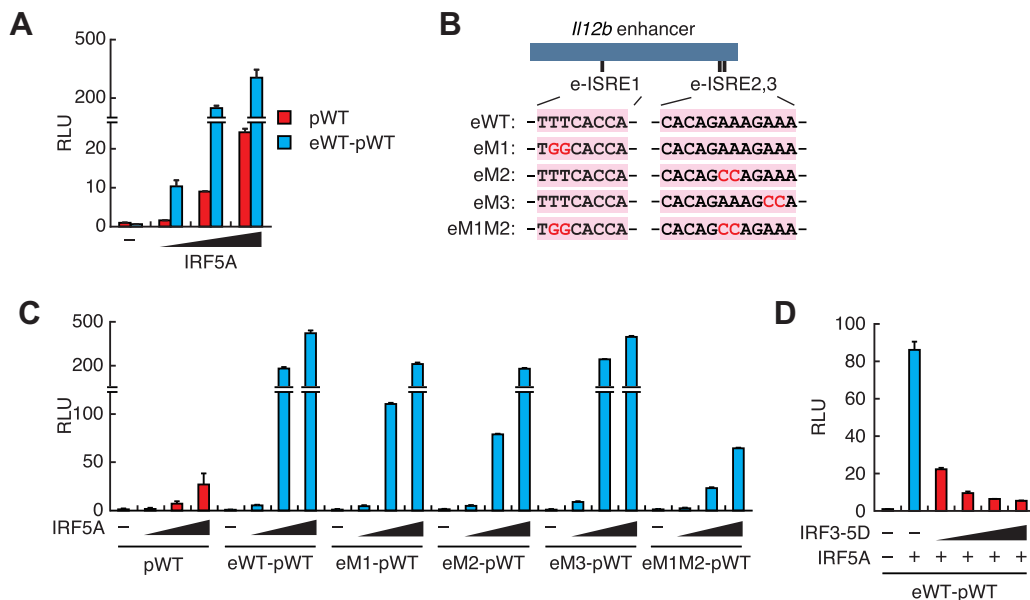 A
500
200
20
10
0
RLU
pWT
eWT-pWT
–
IRF5A
B
Il12b enhancer
e-ISRE1
e-ISRE2,3
eWT: -TTTCACCA- -CACAGAAAGAAA-
eM1: -TGGCACCA- -CACAGAAAGAAA-
eM2: -TTTCACCA- -CACAGCCAGAAA-
eM3: -TTTCACCA- -CACAGAAAGCCA-
eM1M2: -TGGCACCA- -CACAGCCAGAAA-
C
500
200
100
50
0
RLU
IRF5A – – – – – –
pWT eWT-pWT eM1-pWT eM2-pWT eM3-pWT eM1M2-pWT
D
100
80
60
40
20
0
RLU
IRF3-5D – –
IRF5A – + + + + +
eWT-pWT